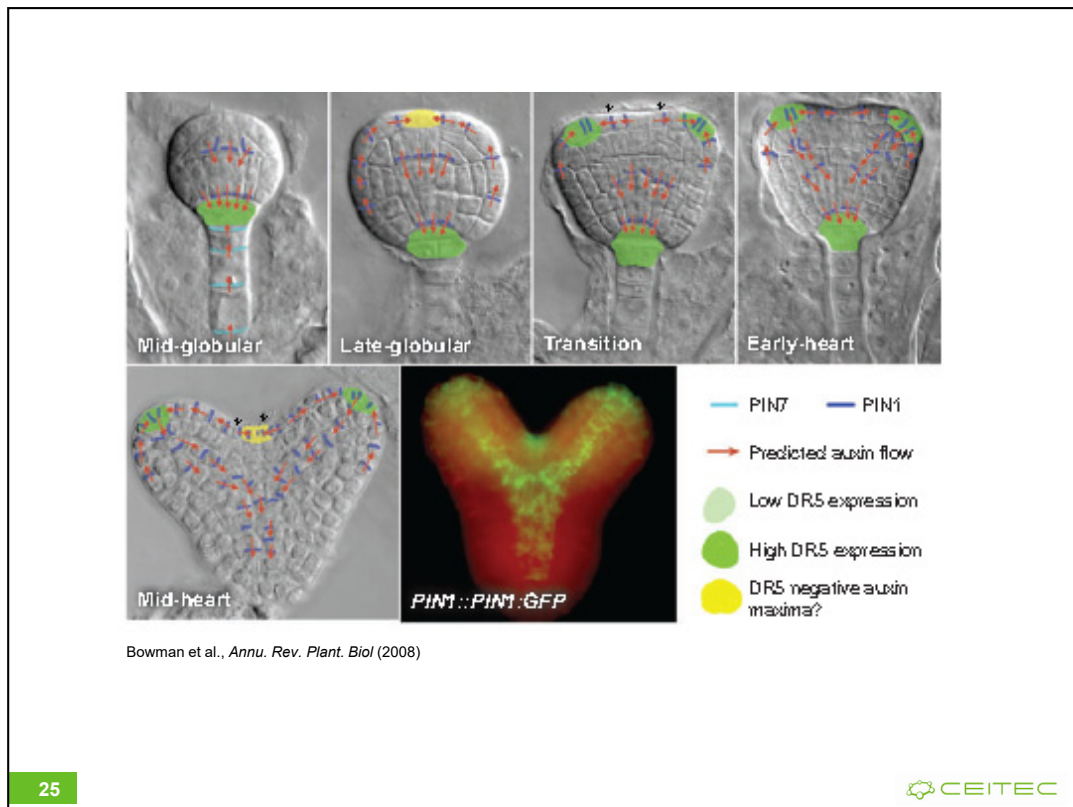 Mid-globular
Late-globular
Transition
Early-heart
Mid-heart
PIN1::PIN1:GFP
PIN7
PIN1
Predicted auxin flow
Low DR5 expression
High DR5 expression
DR5 negative auxin
maxima?
Bowman et al., Annu. Rev. Plant. Biol (2008)
25
CEITEC